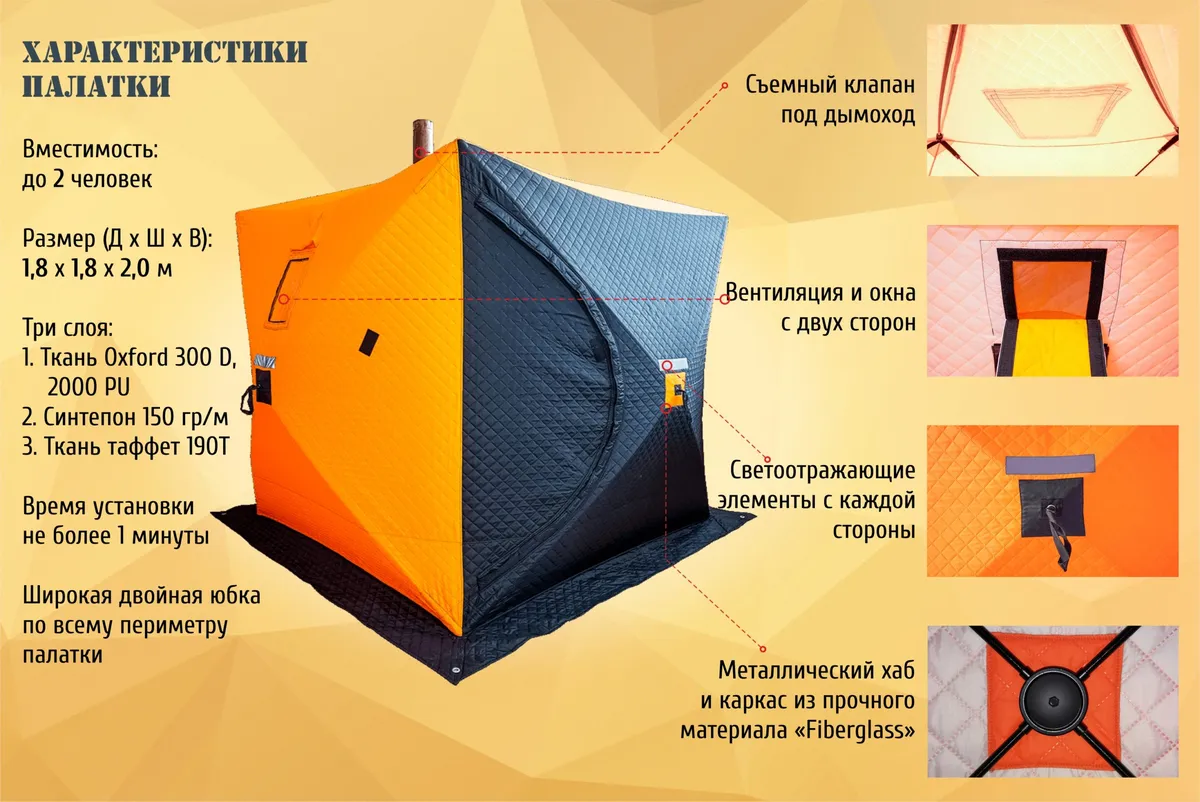 ХАРАКТЕРИСТИКИ
ПАЛАТКИ
Вместимость:
до 2 человек
Размер (Д х Ш х В):
1,8 х 1,8 х 2,0 м
Три слоя:
1. Ткань Oxford 300 D,
2000 PU
2. Синтепон 150 гр/м
3. Ткань таффет 190Т
Время установки
не более 1 минуты
Широкая двойная юбка
по всему периметру
палатки
Съемный клапан
под дымоход
Вентиляция и окна
с двух сторон
Светоотражающие
элементы с каждой
стороны
Металлический хаб
и каркас из прочного
материала «Fiberglass»